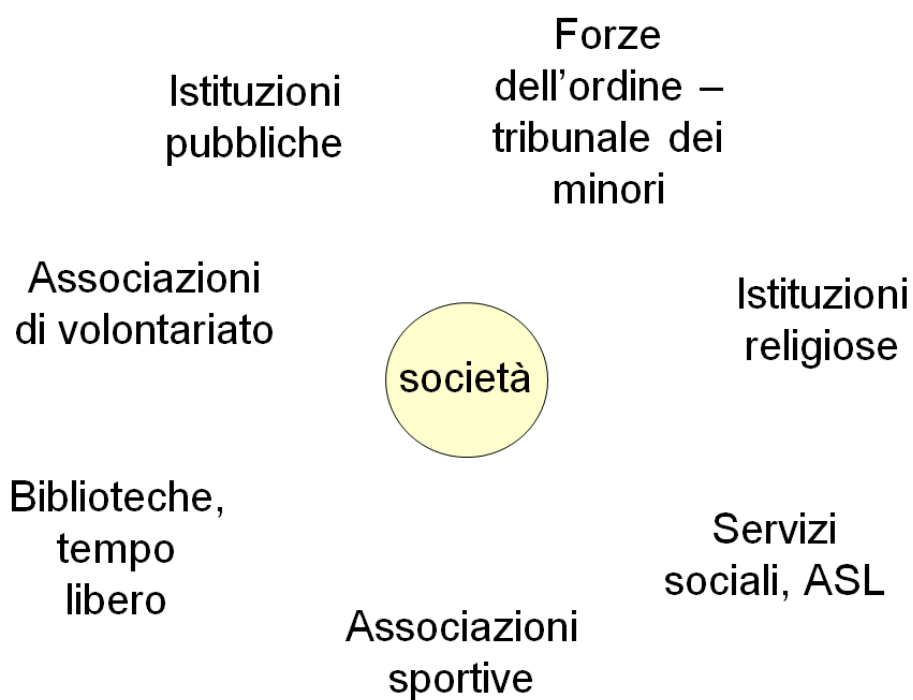 Forze
dell’ordine –
tribunale dei
minori
Istituzioni
pubbliche
Associazioni
di volontariato
Istituzioni
religiose
società
Biblioteche,
tempo
libero
Servizi
sociali, ASL
Associazioni
sportive